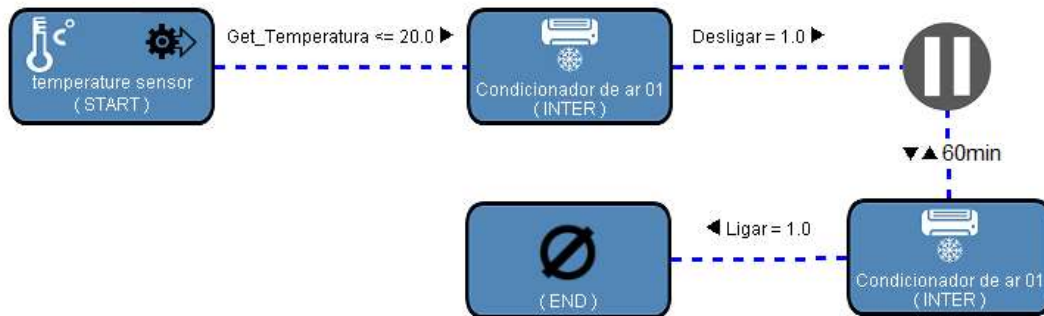 C°
temperature sensor
(START)
Get_Temperatura <= 20.0 ▶
Condicionador de ar 01
(INTER)
Desligar = 1.0 ▶
▼▲ 60min
Condicionador de ar 01
(INTER)
◀ Ligar = 1.0
(END)